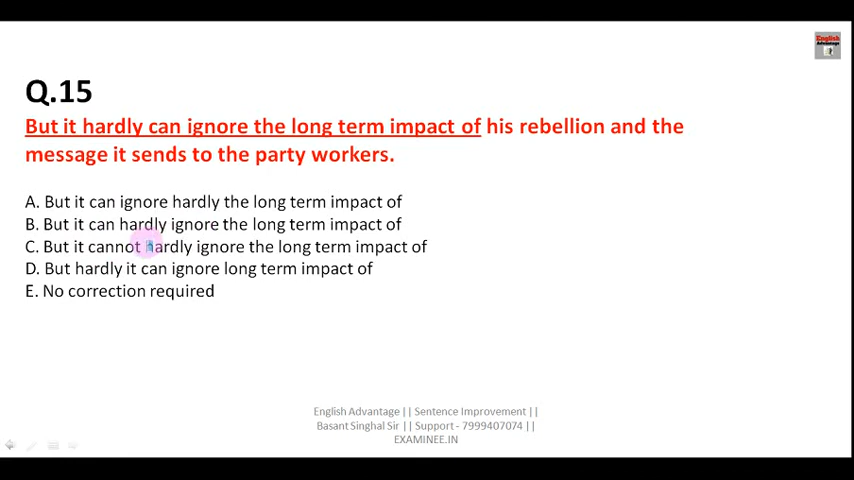 English
Advantage
Q.15
But it hardly can ignore the long term impact of his rebellion and the
message it sends to the party workers.
A. But it can ignore hardly the long term impact of
B. But it can hardly ignore the long term impact of
C. But it cannot hardly ignore the long term impact of
D. But hardly it can ignore long term impact of
E. No correction required
English Advantage || Sentence Improvement ||
Basant Singhal Sir || Support - 7999407074 ||
EXAMINEE.IN